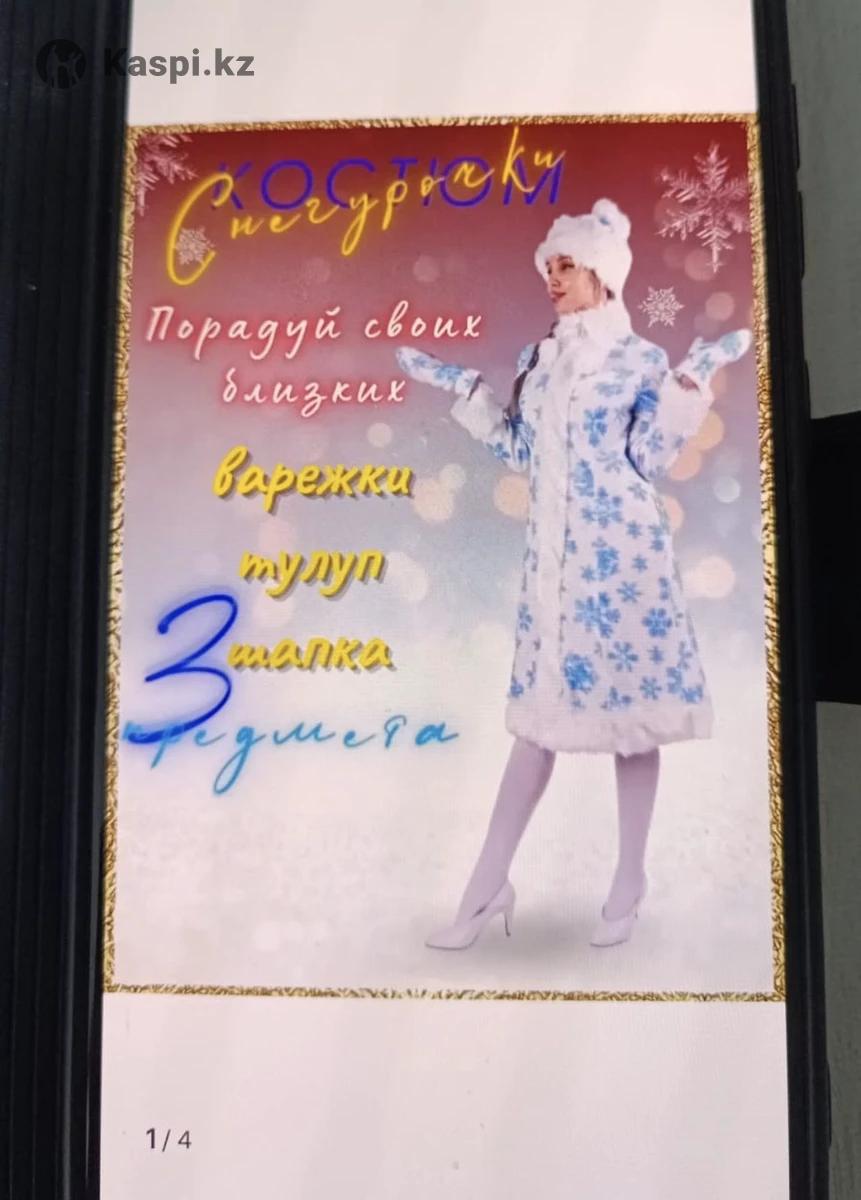 Kaspi.kz
КОСТЮМ
Снегурочки
Порадуй своих
близких
варежки
тулуп
3 шапка
предмета
1/4